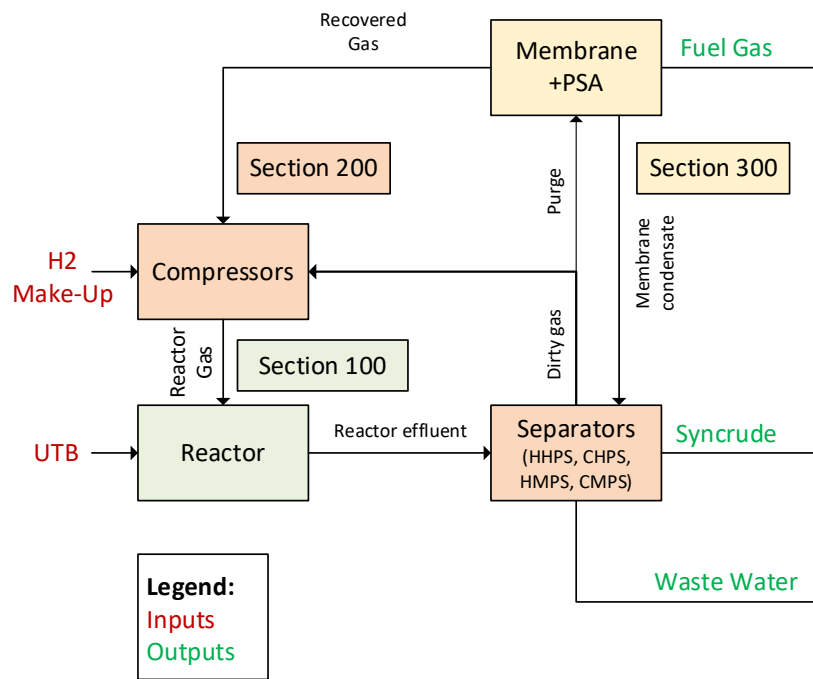 Recovered
Gas
Membrane
+PSA
Fuel Gas
Section 200
Section 300
Purge
Membrane
condensate
H2
Make-Up
Compressors
Dirty gas
Reactor
Gas
Section 100
UTB
Reactor
Reactor effluent
Separators
(HHPS, CHPS,
HMPS, CMPS)
Syncrude
Waste Water
Legend:
Inputs
Outputs